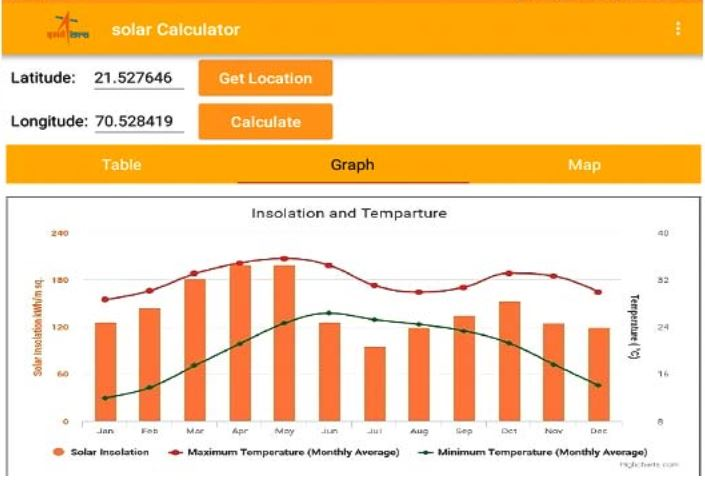 इसरो isro
solar Calculator
Latitude: 21.527646 Get Location
Longitude: 70.528419 Calculate
Table Graph Map
Insolation and Temparture
240 40
180 32
120 24
60 16
0 8
Solar Insolation kWh/m sq.
Temperature (°C)
Jan Feb Mar Apr May Jun Jul Aug Sep Oct Nov Dec
Solar Insolation Maximum Temperature (Monthly Average) Minimum Temperature (Monthly Average)
Highcharts.com